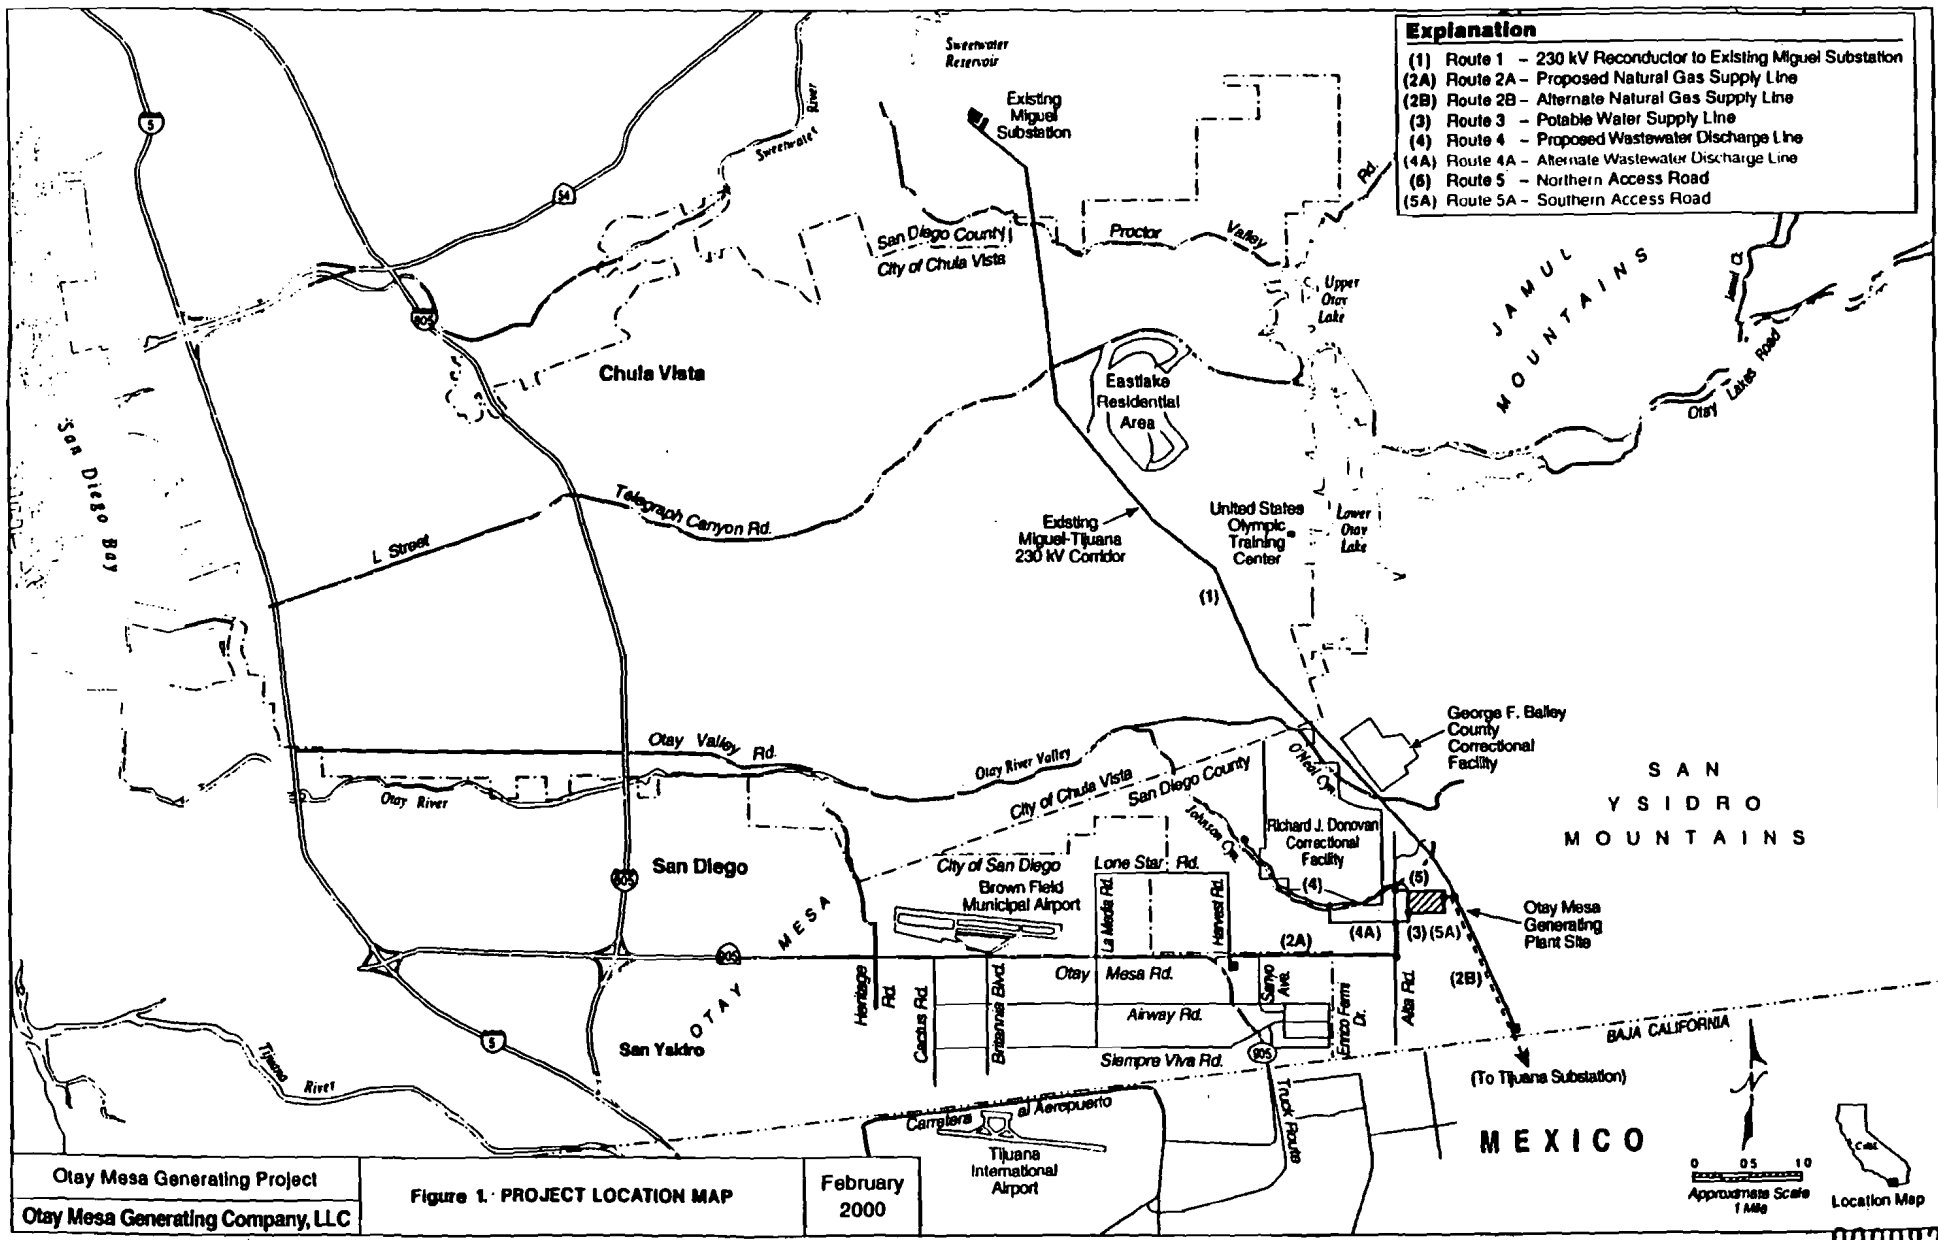 Explanation
(1) Route 1 – 230 kV Reconductor to Existing Miguel Substation
(2A) Route 2A – Proposed Natural Gas Supply Line
(2B) Route 2B – Alternate Natural Gas Supply Line
(3) Route 3 – Potable Water Supply Line
(4) Route 4 – Proposed Wastewater Discharge Line
(4A) Route 4A – Alternate Wastewater Discharge Line
(5) Route 5 – Northern Access Road
(5A) Route 5A – Southern Access Road
Sweetwater
Reservoir
Existing
Miguel
Substation
Sweetwater River
5
54
805
Rd.
San Diego County
City of Chula Vista
Proctor
Valley
Upper
Otay
Lake
JAMUL
MOUNTAINS
Jamul Cr.
Otay Lakes Road
Chula Vista
Eastlake
Residential
Area
San Diego Bay
Telegraph Canyon Rd.
L Street
Existing
Miguel-Tijuana
230 kV Corridor
United States
Olympic
Training
Center
Lower
Otay
Lake
(1)
George F. Bailey
County
Correctional
Facility
SAN
YSIDRO
MOUNTAINS
Otay Valley Rd.
Otay River Valley
Otay River
City of Chula Vista
San Diego County
O'Neal Cyn.
Johnson Cyn.
Richard J. Donovan
Correctional
Facility
San Diego
805
City of San Diego
Lone Star Rd.
Brown Field
Municipal Airport
La Media Rd.
Harvest Rd.
(4)
(5)
(4A)
(3) (5A)
Otay Mesa
Generating
Plant Site
OTAY MESA
905
(2A)
(2B)
Heritage
Rd.
Cactus Rd.
Britannia Blvd.
Otay Mesa Rd.
Sanyo
Ave.
Enrico Fermi
Dr.
Alta Rd.
Airway Rd.
Siempre Viva Rd.
905
San Yskiro
5
Tijuana River
BAJA CALIFORNIA
(To Tijuana Substation)
Carretera al Aeropuerto
Truck Route
Tijuana
International
Airport
MEXICO
0 0.5 1.0
Approximate Scale
1 Mile
Calif.
Location Map
Otay Mesa Generating Project
Otay Mesa Generating Company, LLC
Figure 1. PROJECT LOCATION MAP
February
2000